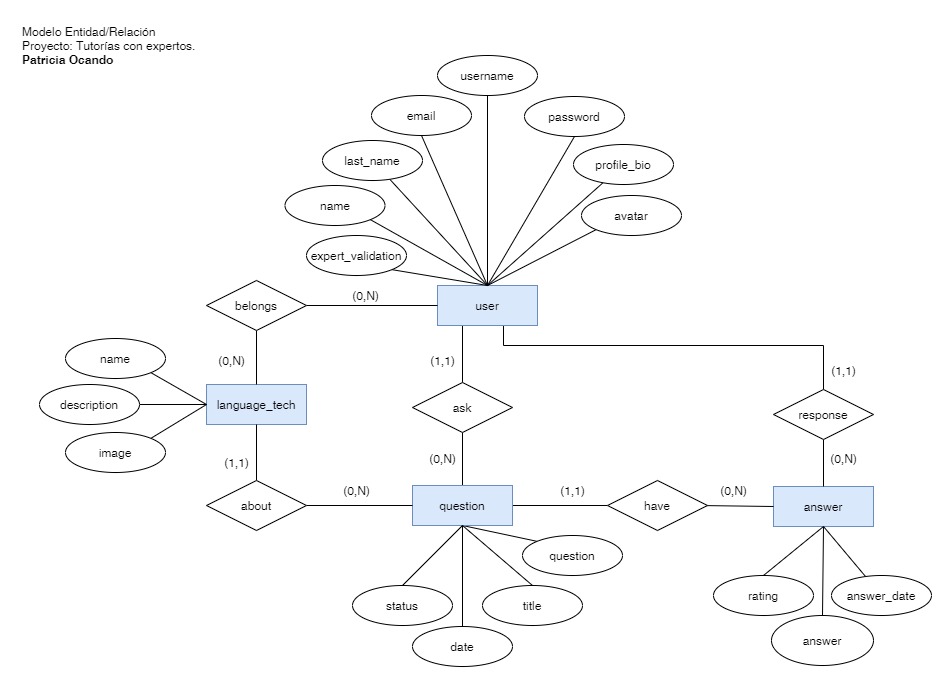 Modelo Entidad/Relación
Proyecto: Tutorías con expertos.
Patricia Ocando
username
email
password
last_name
profile_bio
name
avatar
expert_validation
belongs
(0,N)
user
(0,N)
(1,1)
(1,1)
name
description
language_tech
ask
response
image
(1,1)
(0,N)
(0,N)
about
(0,N)
question
(1,1)
have
(0,N)
answer
question
status
title
date
rating
answer_date
answer